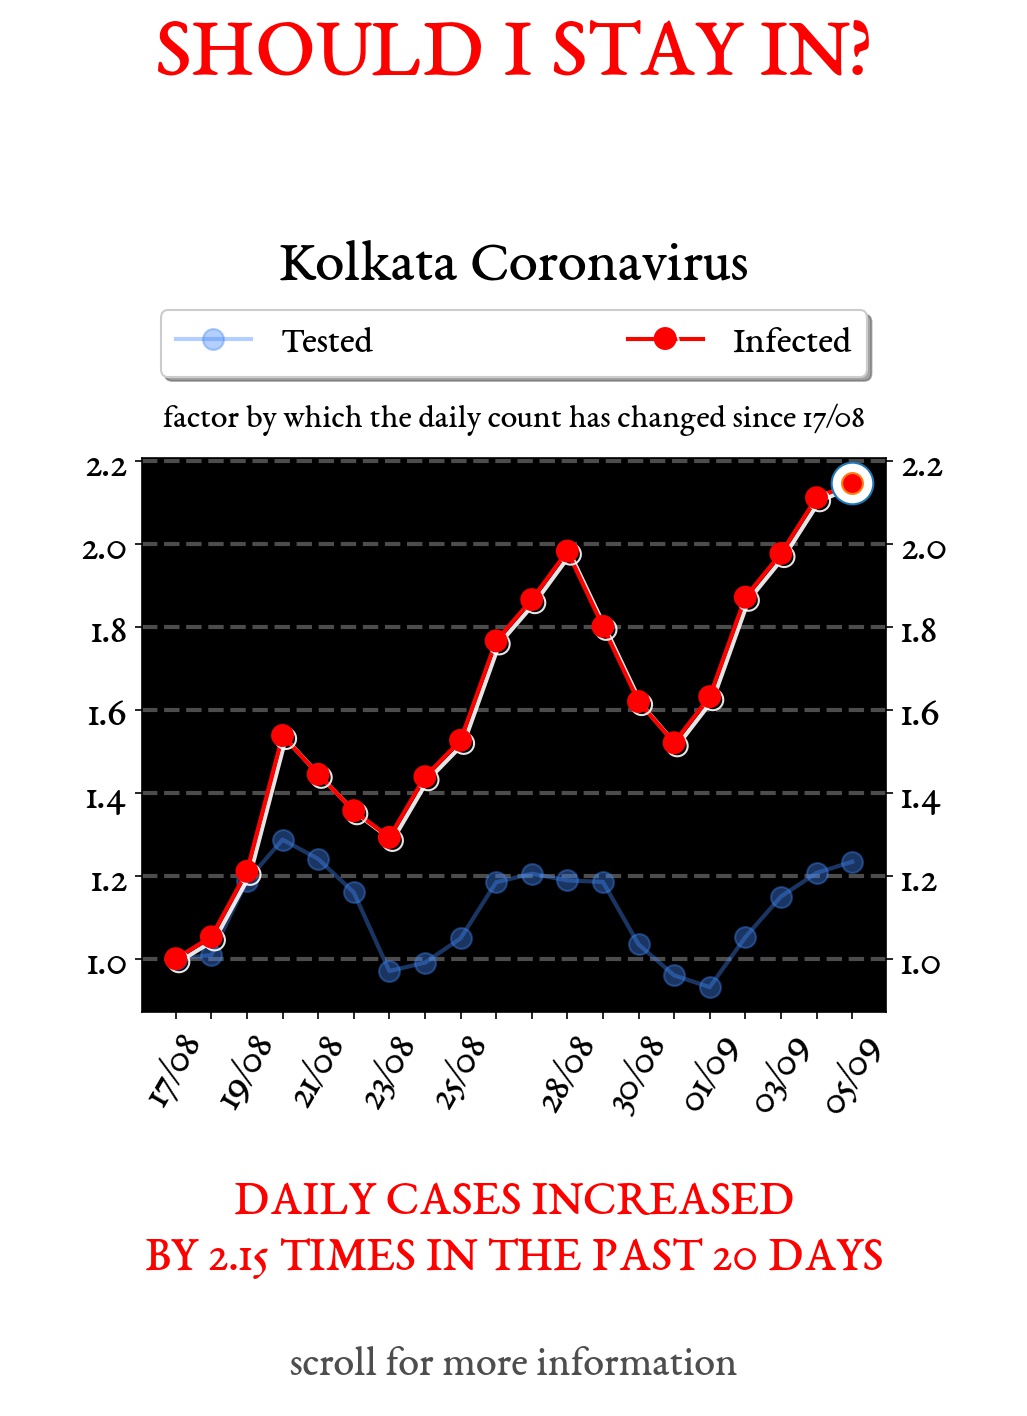 SHOULD I STAY IN?
Kolkata Coronavirus
Tested Infected
factor by which the daily count has changed since 17/08
2.2 2.2
2.0 2.0
1.8 1.8
1.6 1.6
1.4 1.4
1.2 1.2
1.0 1.0
17/08 19/08 21/08 23/08 25/08 28/08 30/08 01/09 03/09 05/09
DAILY CASES INCREASED
BY 2.15 TIMES IN THE PAST 20 DAYS
scroll for more information